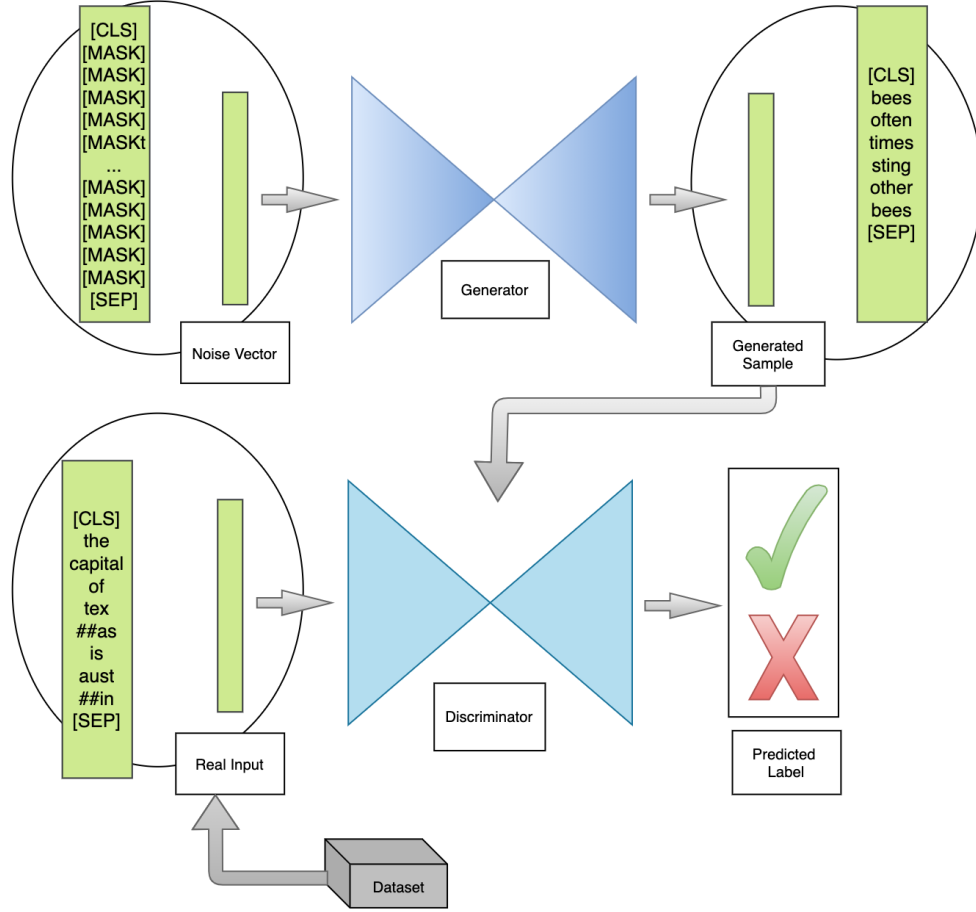 [CLS]
[MASK]
[MASK]
[MASK]
[MASK]
[MASKt
...
[MASK]
[MASK]
[MASK]
[MASK]
[MASK]
[SEP]
Noise Vector
Generator
[CLS]
bees
often
times
sting
other
bees
[SEP]
Generated
Sample
[CLS]
the
capital
of
tex
##as
is
aust
##in
[SEP]
Real Input
Discriminator
Predicted
Label
Dataset